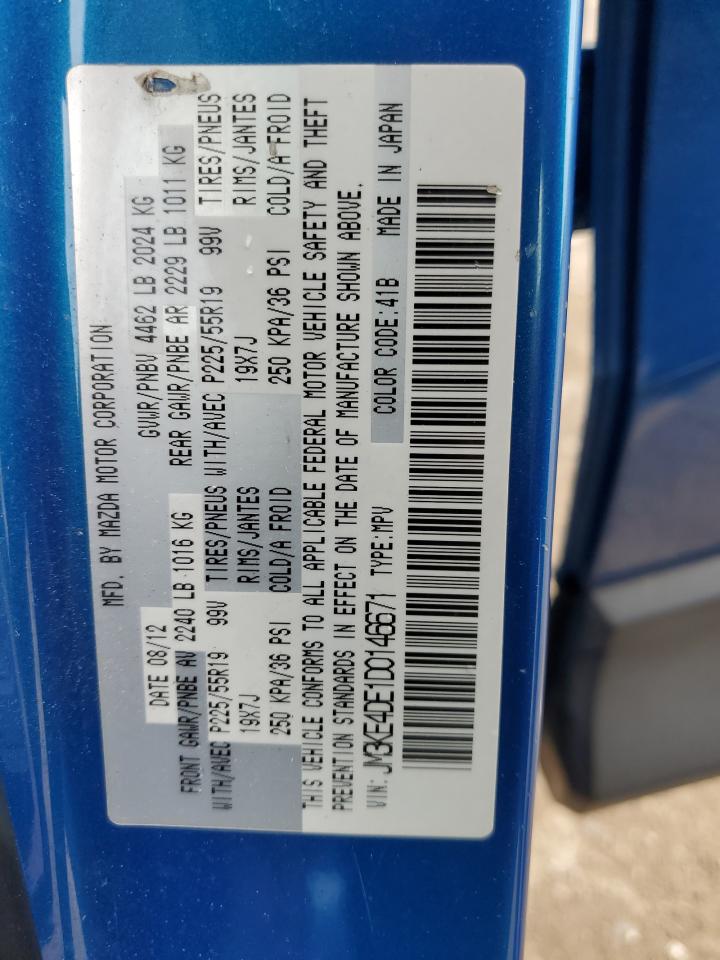 MFD. BY MAZDA MOTOR CORPORATION
DATE 08/12 GVWR/PNBV 4462 LB 2024 KG
FRONT GAWR/PNBE AV 2240 LB 1016 KG REAR GAWR/PNBE AR 2229 LB 1011 KG
WITH/AVEC P225/55R19 99V TIRES/PNEUS WITH/AVEC P225/55R19 99V TIRES/PNEUS
19X7J RIMS/JANTES 19X7J RIMS/JANTES
250 KPA/36 PSI COLD/A FROID 250 KPA/36 PSI COLD/A FROID
THIS VEHICLE CONFORMS TO ALL APPLICABLE FEDERAL MOTOR VEHICLE SAFETY AND THEFT
PREVENTION STANDARDS IN EFFECT ON THE DATE OF MANUFACTURE SHOWN ABOVE.
VIN: JM3KE4DE1D0146671 TYPE:MPV COLOR CODE:41B MADE IN JAPAN